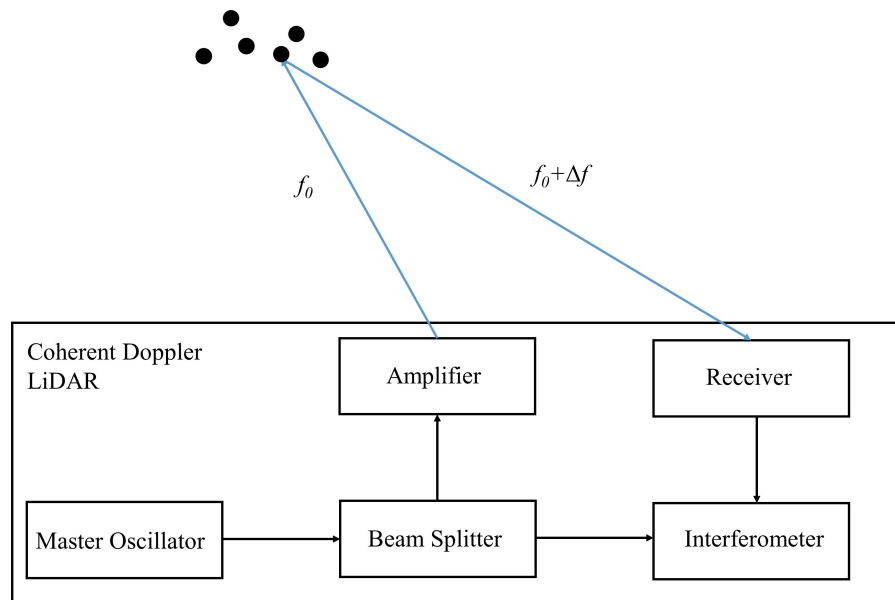 f₀
f₀+Δf
Coherent Doppler
LiDAR
Amplifier
Receiver
Master Oscillator
Beam Splitter
Interferometer